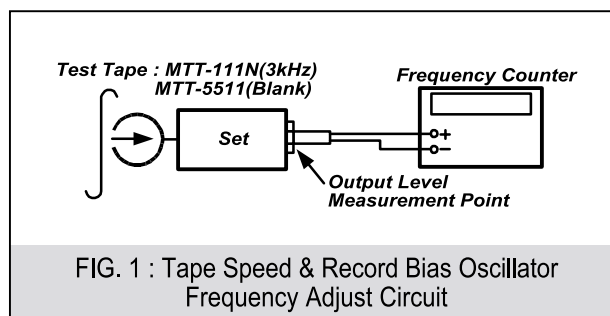 Test Tape : MTT-111N(3kHz)
MTT-5511(Blank)
Frequency Counter
Set
+
−
Output Level
Measurement Point
FIG. 1 : Tape Speed & Record Bias Oscillator
Frequency Adjust Circuit